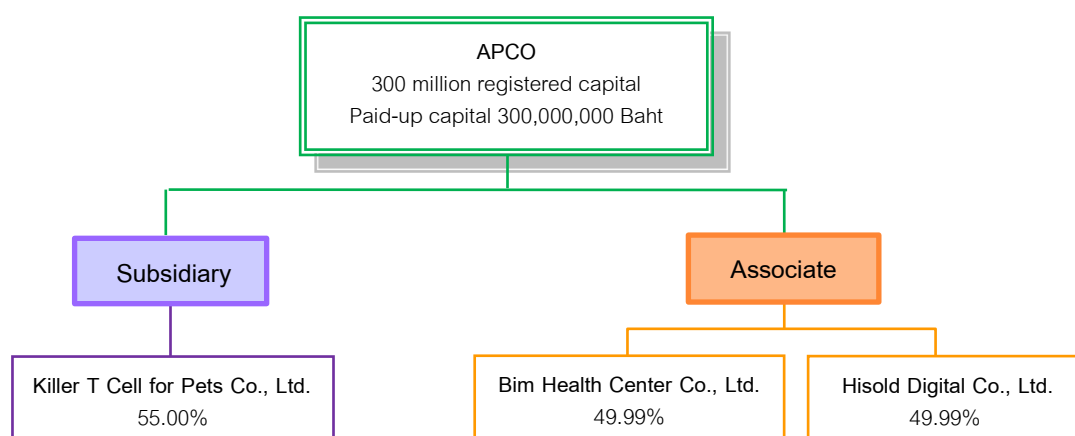 APCO
300 million registered capital
Paid-up capital 300,000,000 Baht
Subsidiary
Associate
Killer T Cell for Pets Co., Ltd.
55.00%
Bim Health Center Co., Ltd.
49.99%
Hisold Digital Co., Ltd.
49.99%